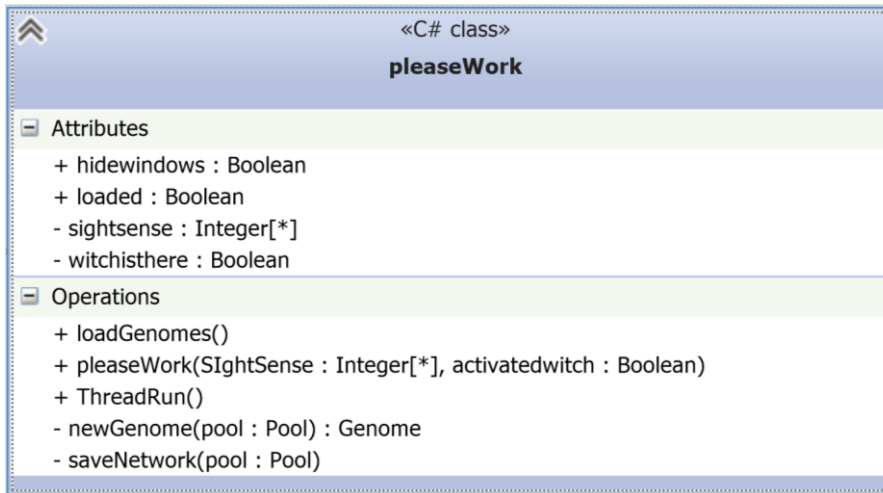 «C# class»
pleaseWork
Attributes
+ hidewindows : Boolean
+ loaded : Boolean
- sightsense : Integer[*]
- witchisthere : Boolean
Operations
+ loadGenomes()
+ pleaseWork(SIghtSense : Integer[*], activatedwitch : Boolean)
+ ThreadRun()
- newGenome(pool : Pool) : Genome
- saveNetwork(pool : Pool)